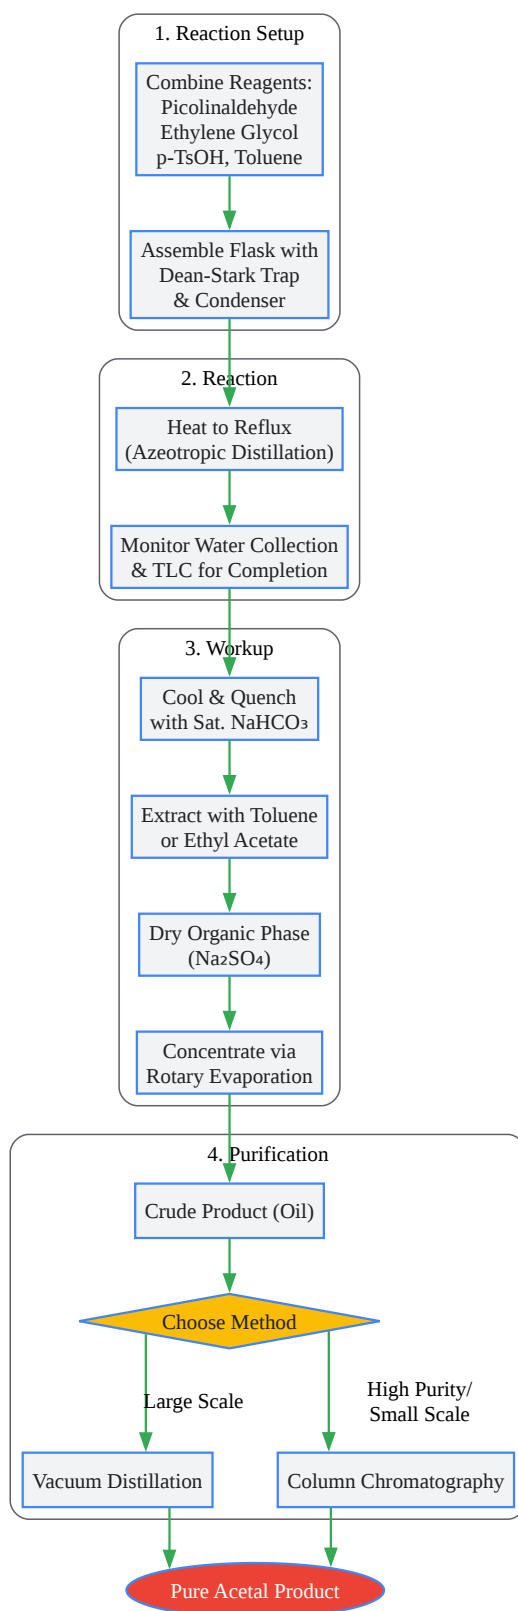 1. Reaction Setup
Combine Reagents:
Picolinaldehyde
Ethylene Glycol
p-TsOH, Toluene
Assemble Flask with
Dean-Stark Trap
& Condenser
2. Reaction
Heat to Reflux
(Azeotropic Distillation)
Monitor Water Collection
& TLC for Completion
3. Workup
Cool & Quench
with Sat. NaHCO₃
Extract with Toluene
or Ethyl Acetate
Dry Organic Phase
(Na₂SO₄)
Concentrate via
Rotary Evaporation
4. Purification
Crude Product (Oil)
Choose Method
Large Scale
High Purity/
Small Scale
Vacuum Distillation
Column Chromatography
Pure Acetal Product